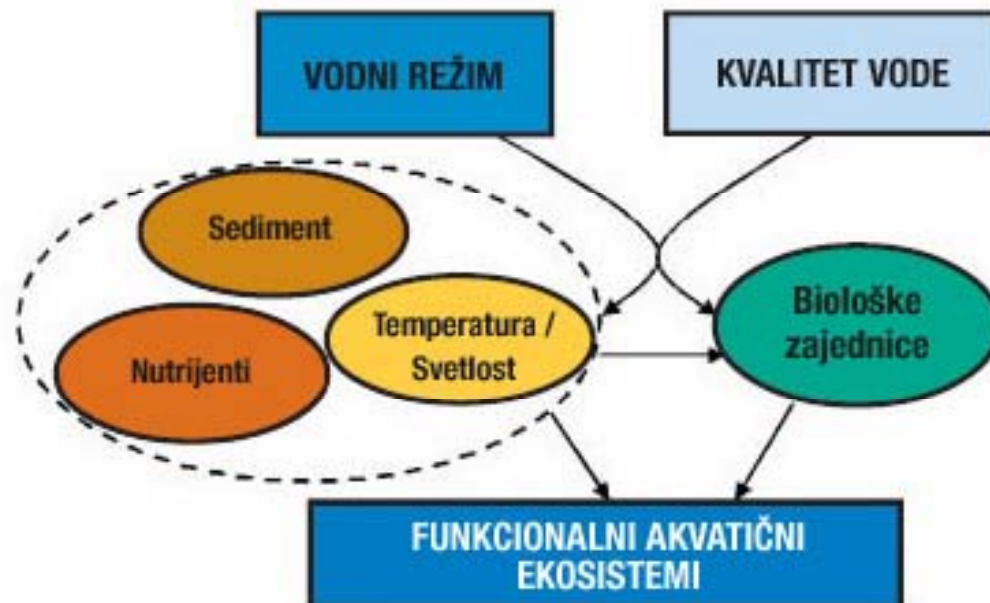 VODNI REŽIM
KVALITET VODE
Sediment
Temperatura /
Svetlost
Nutrijenti
Biološke
zajednice
FUNKCIONALNI AKVATIČNI
EKOSISTEMI